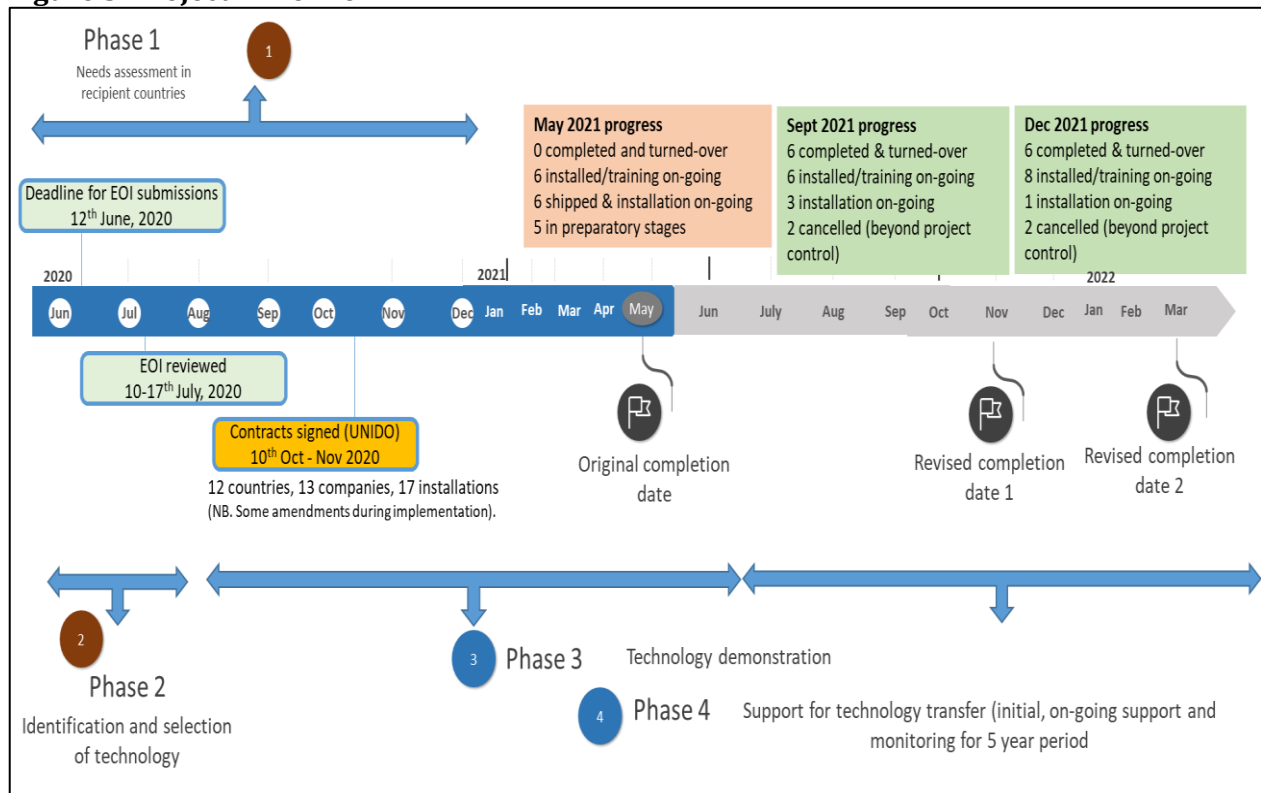 Phase 1
1
Needs assessment in
recipient countries
May 2021 progress
0 completed and turned-over
6 installed/training on-going
6 shipped & installation on-going
5 in preparatory stages
Sept 2021 progress
6 completed & turned-over
6 installed/training on-going
3 installation on-going
2 cancelled (beyond project
control)
Dec 2021 progress
6 completed & turned-over
8 installed/training on-going
1 installation on-going
2 cancelled (beyond project
control)
Deadline for EOI submissions
12th June, 2020
2020 2021 2022
Jun Jul Aug Sep Oct Nov Dec Jan Feb Mar Apr May Jun July Aug Sep Oct Nov Dec Jan Feb Mar
EOI reviewed
10-17th July, 2020
Contracts signed (UNIDO)
10th Oct - Nov 2020
12 countries, 13 companies, 17 installations
(NB. Some amendments during implementation).
Original completion
date
Revised completion
date 1
Revised completion
date 2
2
Phase 2
Identification and selection
of technology
3
Phase 3
Technology demonstration
4
Phase 4
Support for technology transfer (initial, on-going support and
monitoring for 5 year period